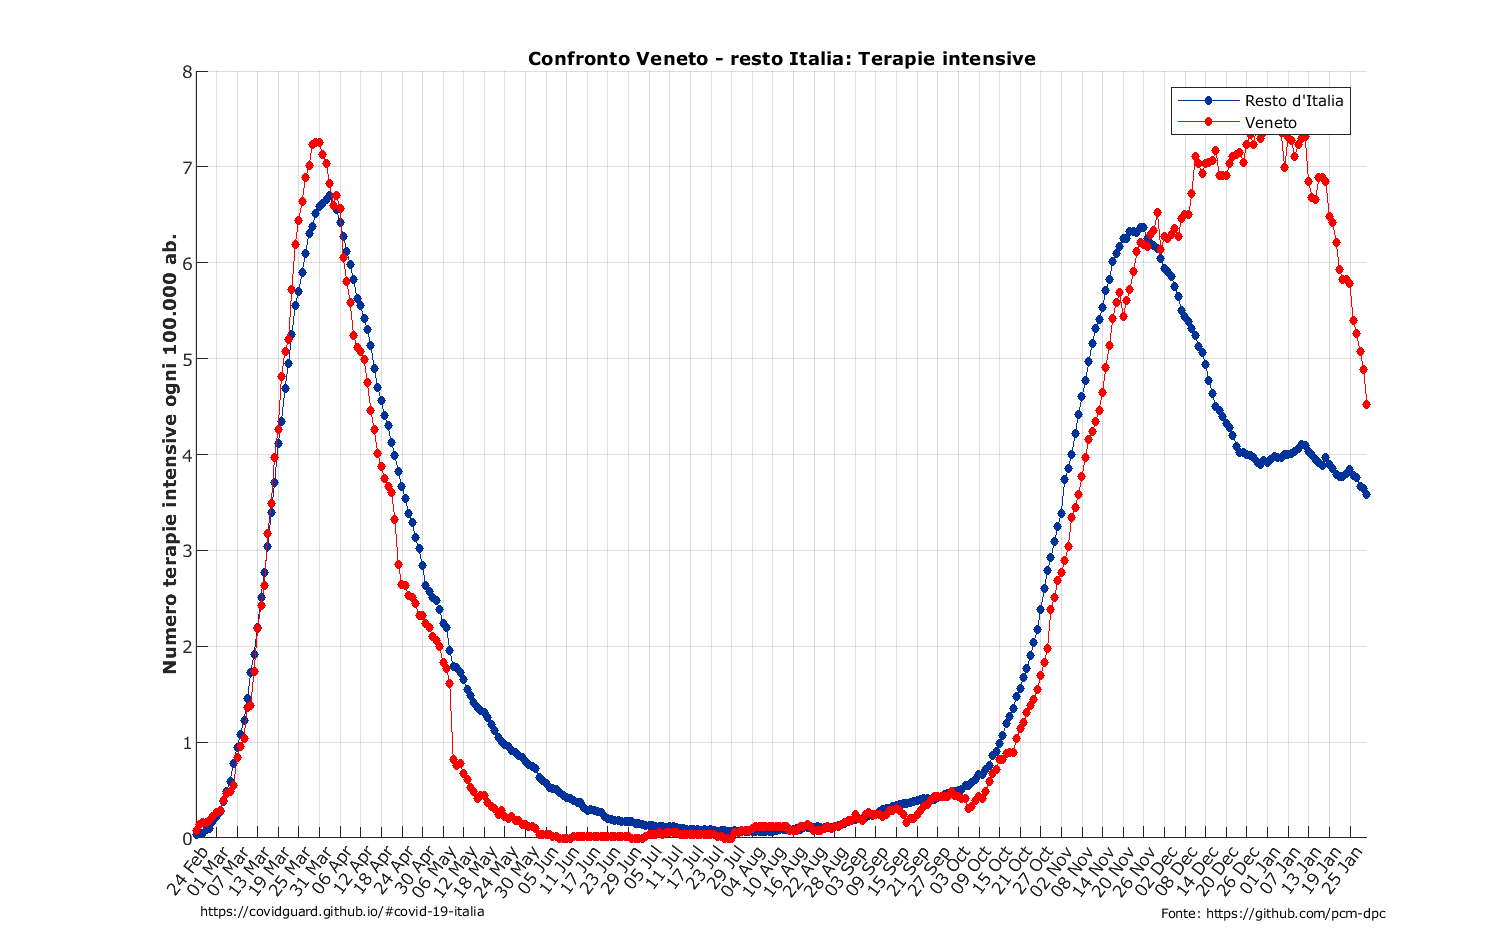 Confronto Veneto - resto Italia: Terapie intensive
Resto d'Italia
Veneto
Numero terapie intensive ogni 100.000 ab.
8
7
6
5
4
3
2
1
0
24 Feb
01 Mar
07 Mar
13 Mar
19 Mar
25 Mar
31 Mar
06 Apr
12 Apr
18 Apr
24 Apr
30 Apr
06 May
12 May
18 May
24 May
30 May
05 Jun
11 Jun
17 Jun
23 Jun
29 Jun
05 Jul
11 Jul
17 Jul
23 Jul
29 Jul
04 Aug
10 Aug
16 Aug
22 Aug
28 Aug
03 Sep
09 Sep
15 Sep
21 Sep
27 Sep
03 Oct
09 Oct
15 Oct
21 Oct
27 Oct
02 Nov
08 Nov
14 Nov
20 Nov
26 Nov
02 Dec
08 Dec
14 Dec
20 Dec
26 Dec
01 Jan
07 Jan
13 Jan
19 Jan
25 Jan
https://covidguard.github.io/#covid-19-italia
Fonte: https://github.com/pcm-dpc